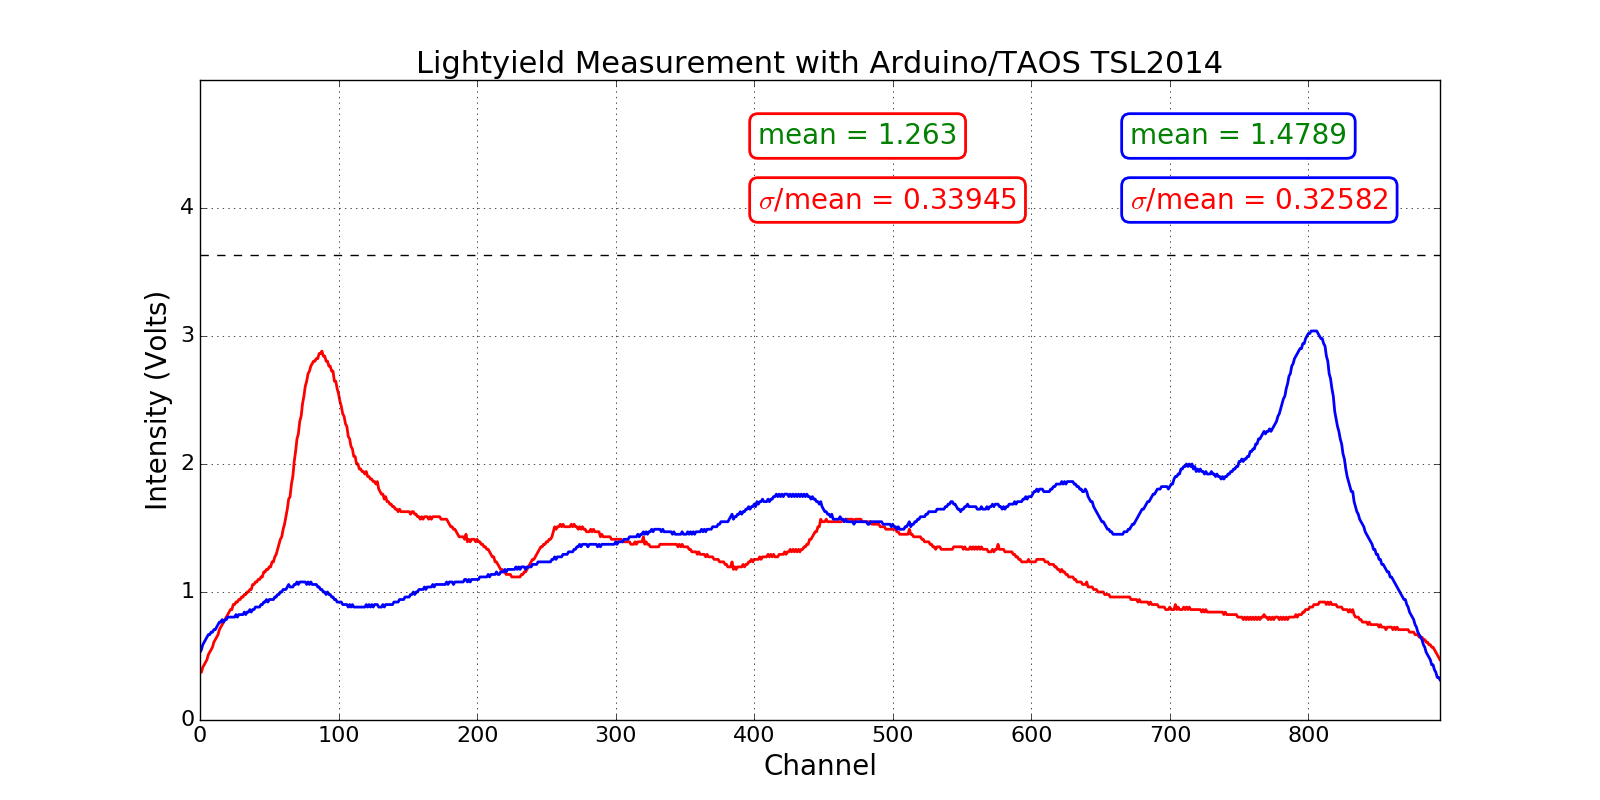 Lightyield Measurement with Arduino/TAOS TSL2014
mean = 1.263
mean = 1.4789
σ/mean = 0.33945
σ/mean = 0.32582
Intensity (Volts)
4
3
2
1
0
0 100 200 300 400 500 600 700 800
Channel